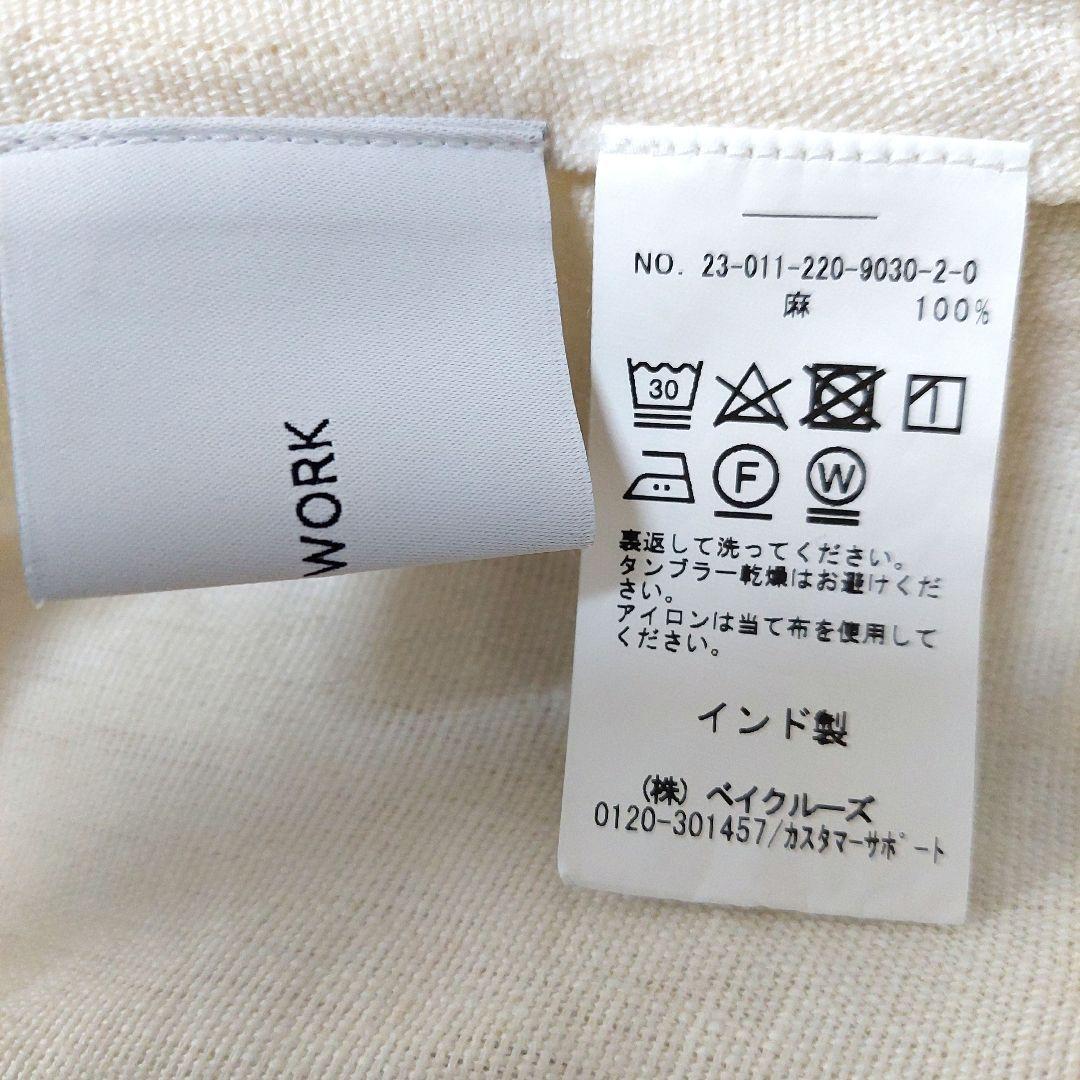 WORK
NO. 23-011-220-9030-2-0
麻 100%
30
F W
裏返して洗ってください。
タンブラー乾燥はお避けくだ
さい。
アイロンは当て布を使用して
ください。
インド製
(株) ベイクルーズ
0120-301457/ｶｽﾀﾏｰｻﾎﾟｰﾄ